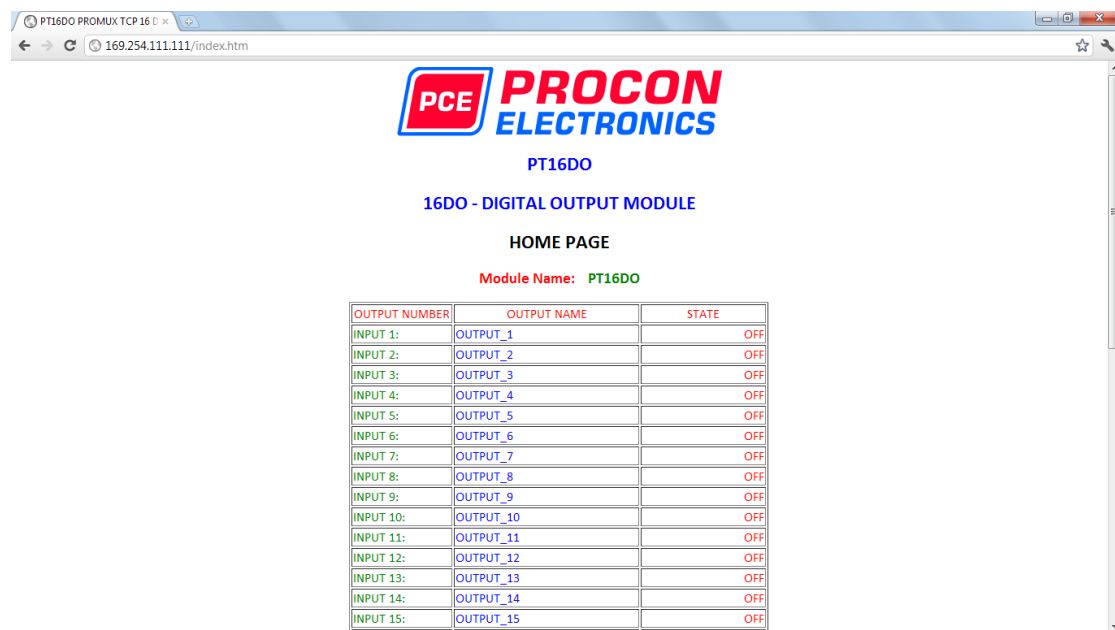 PT16DO PROMUX TCP 16 D
169.254.111.111/index.htm
PCE PROCON
ELECTRONICS
PT16DO
16DO - DIGITAL OUTPUT MODULE
HOME PAGE
Module Name: PT16DO
OUTPUT NUMBER OUTPUT NAME STATE
INPUT 1: OUTPUT_1 OFF
INPUT 2: OUTPUT_2 OFF
INPUT 3: OUTPUT_3 OFF
INPUT 4: OUTPUT_4 OFF
INPUT 5: OUTPUT_5 OFF
INPUT 6: OUTPUT_6 OFF
INPUT 7: OUTPUT_7 OFF
INPUT 8: OUTPUT_8 OFF
INPUT 9: OUTPUT_9 OFF
INPUT 10: OUTPUT_10 OFF
INPUT 11: OUTPUT_11 OFF
INPUT 12: OUTPUT_12 OFF
INPUT 13: OUTPUT_13 OFF
INPUT 14: OUTPUT_14 OFF
INPUT 15: OUTPUT_15 OFF